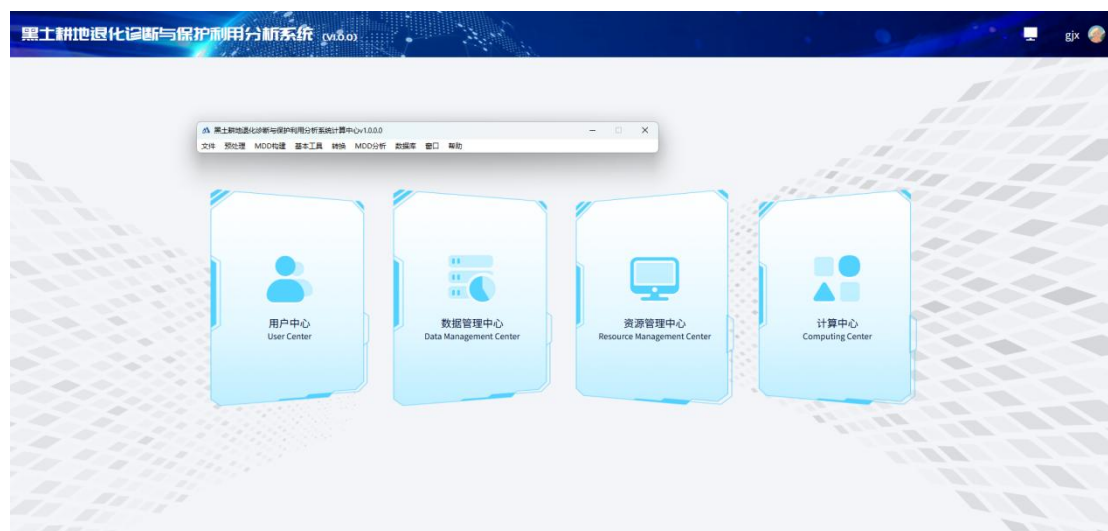 黑土耕地退化诊断与保护利用分析系统 (V1.0.0)
gjx
黑土耕地退化诊断与保护利用分析系统计算中心v1.0.0.0
文件 预处理 MDD构建 基本工具 转换 MDD分析 数据库 窗口 帮助
用户中心
User Center
数据管理中心
Data Management Center
资源管理中心
Resource Management Center
计算中心
Computing Center